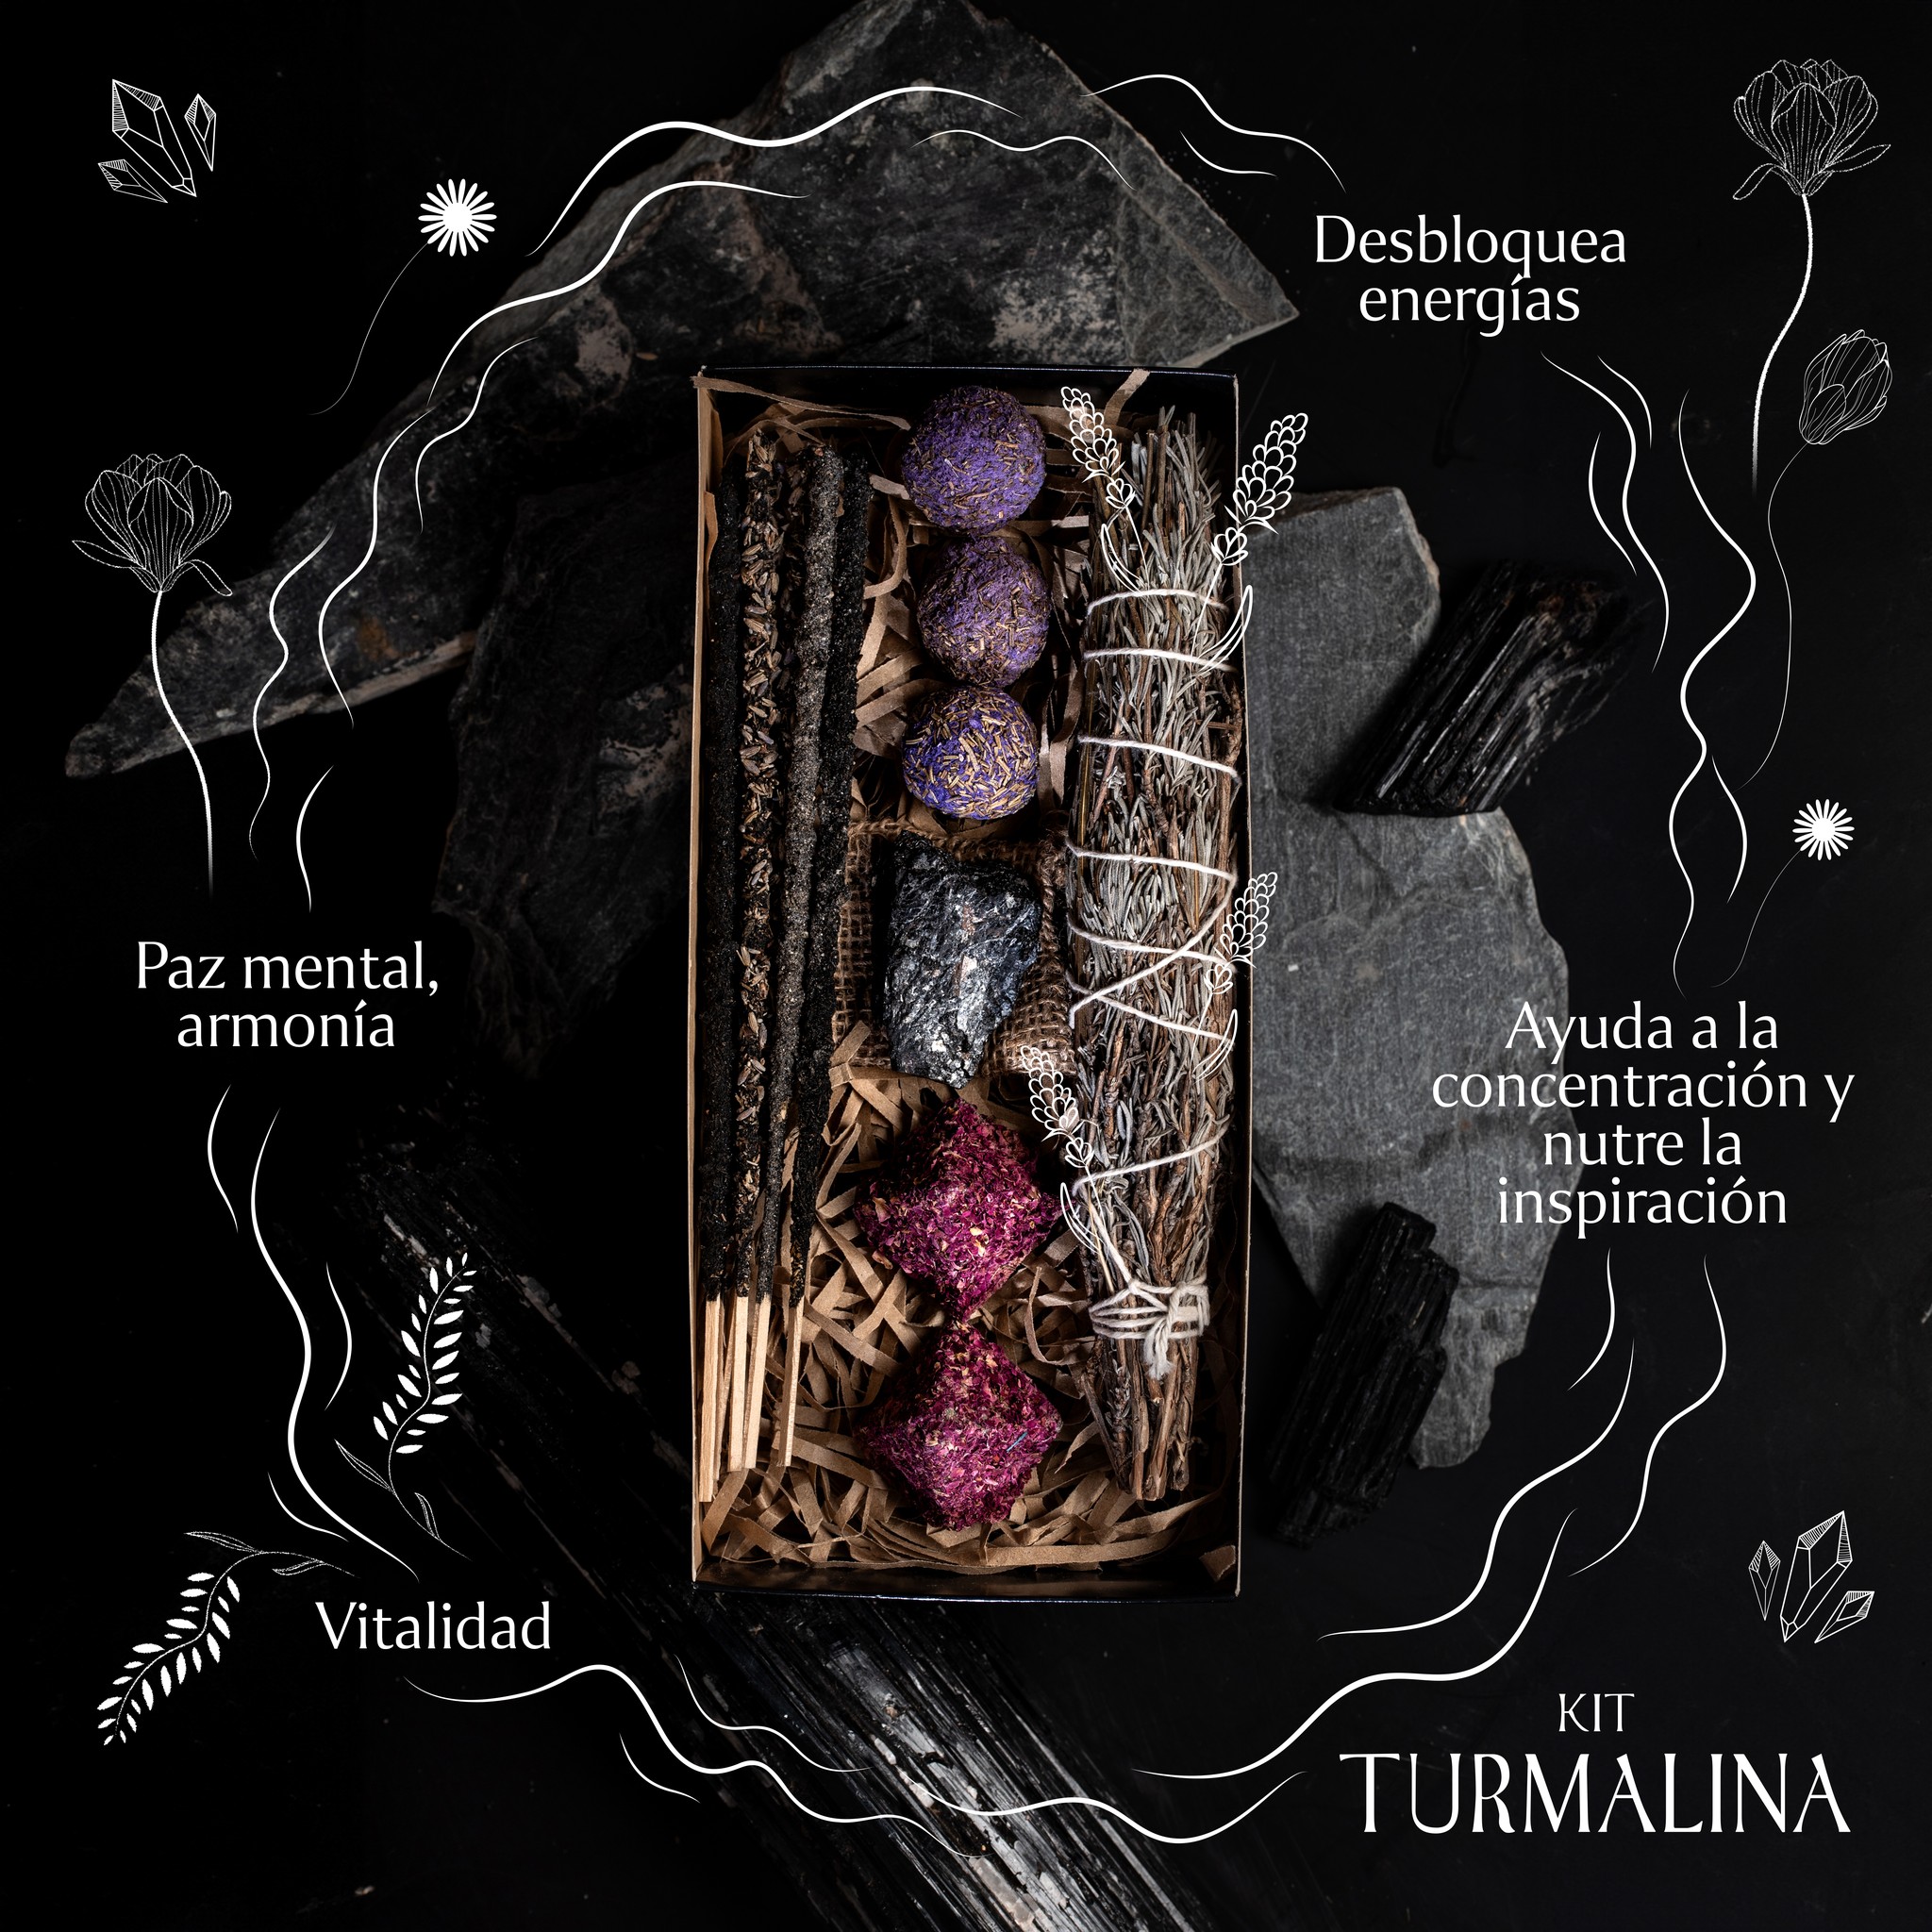 Desbloquea
energías
Paz mental,
armonía
Ayuda a la
concentración y
nutre la
inspiración
Vitalidad
KIT
TURMALINA